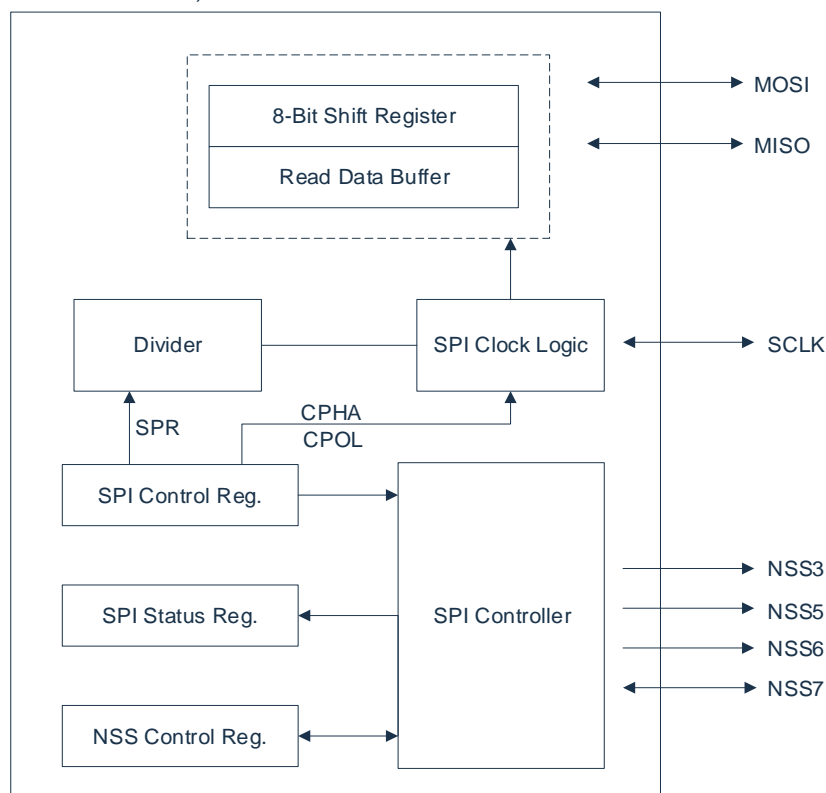 8-Bit Shift Register
MOSI
MISO
Read Data Buffer
Divider
SPI Clock Logic
SCLK
SPR
CPHA
CPOL
SPI Control Reg.
NSS3
SPI Status Reg.
SPI Controller
NSS5
NSS6
NSS7
NSS Control Reg.